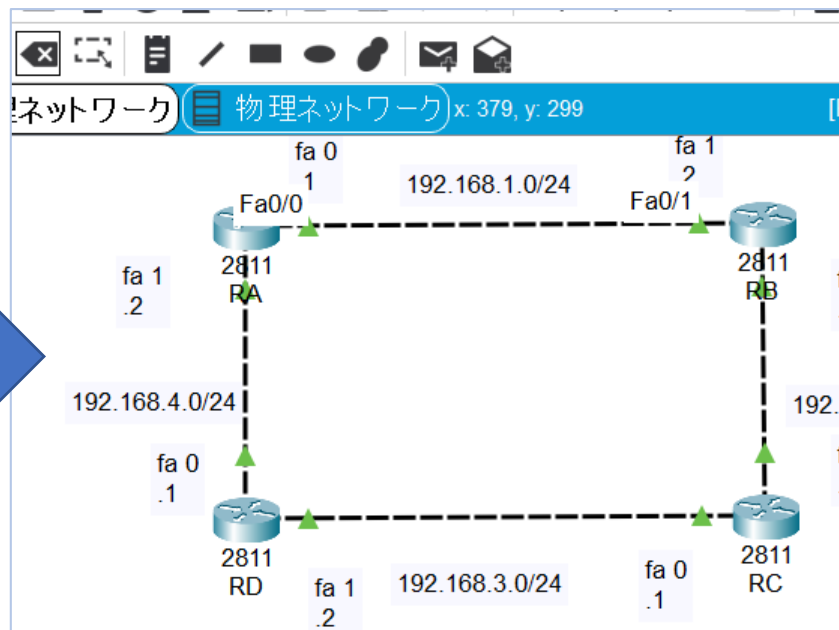 ネットワーク
物理ネットワーク
x: 379, y: 299
fa 0
1
192.168.1.0/24
fa 1
2
Fa0/0
Fa0/1
2811
RA
2811
RB
fa 1
.2
192.168.4.0/24
192.
fa 0
.1
2811
RD
2811
RC
fa 1
.2
192.168.3.0/24
fa 0
.1